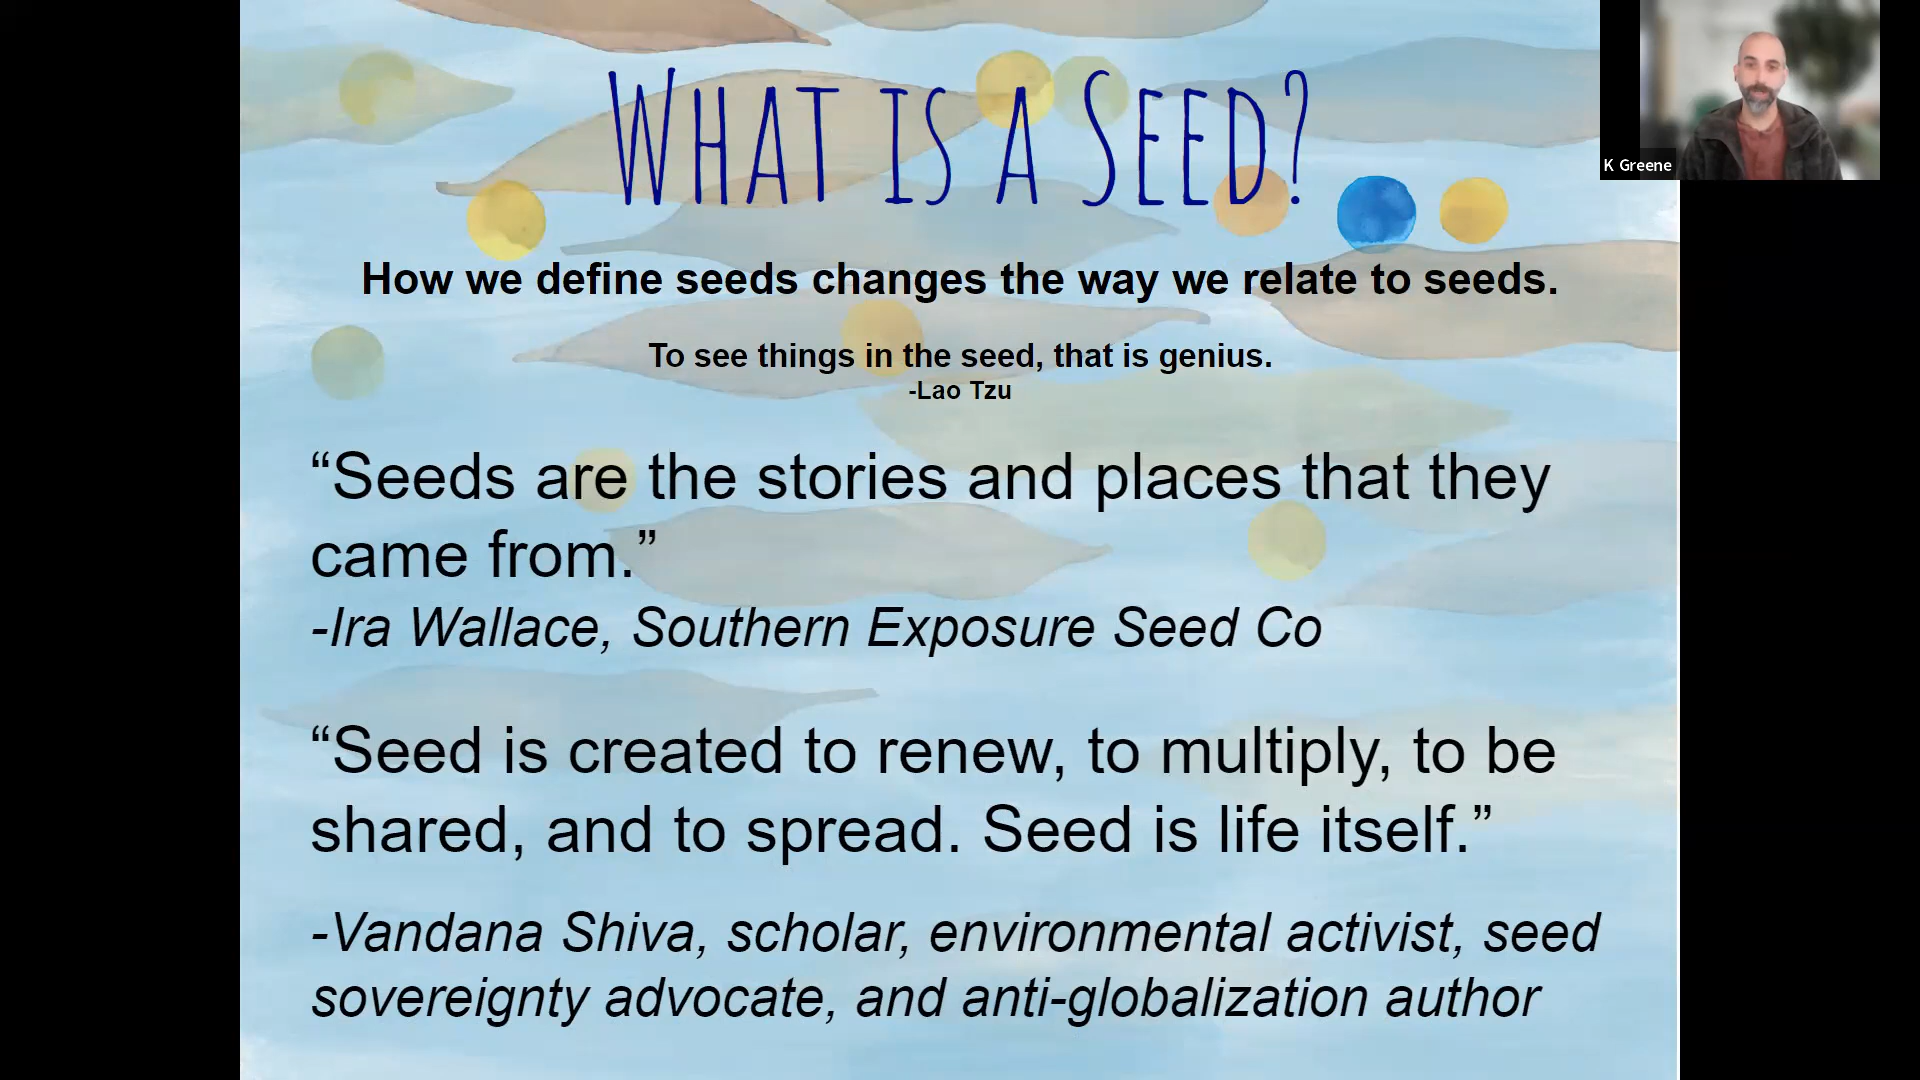 What is a Seed?
K Greene
How we define seeds changes the way we relate to seeds.
To see things in the seed, that is genius.
-Lao Tzu
“Seeds are the stories and places that they
came from.”
-Ira Wallace, Southern Exposure Seed Co
“Seed is created to renew, to multiply, to be
shared, and to spread. Seed is life itself.”
-Vandana Shiva, scholar, environmental activist, seed
sovereignty advocate, and anti-globalization author